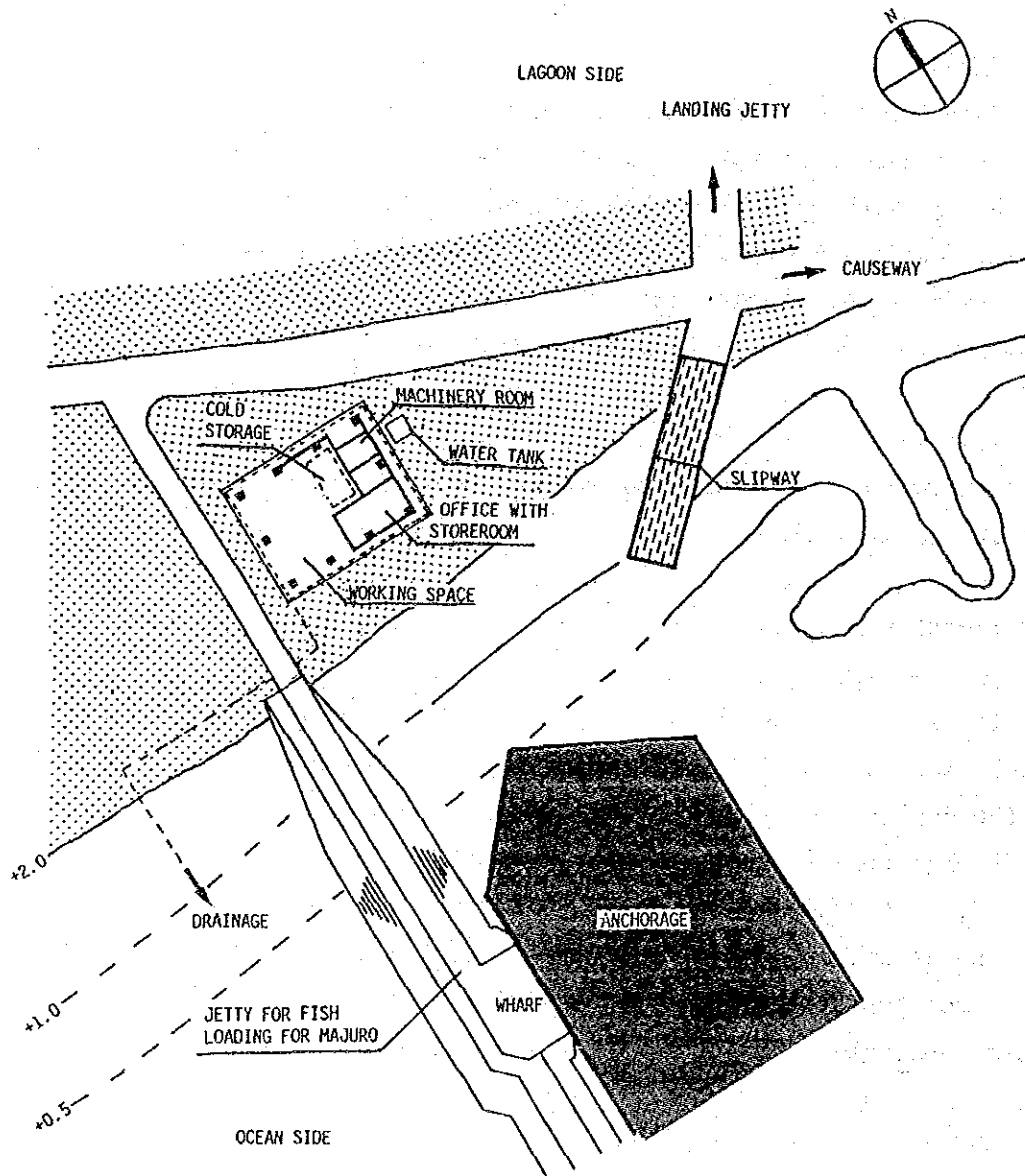 N
LAGOON SIDE
LANDING JETTY
CAUSEWAY
MACHINERY ROOM
COLD
STORAGE
WATER TANK
SLIPWAY
OFFICE WITH
STOREROOM
WORKING SPACE
+2.0
DRAINAGE
ANCHORAGE
+1.0
JETTY FOR FISH
LOADING FOR MAJURO
WHARF
+0.5
OCEAN SIDE